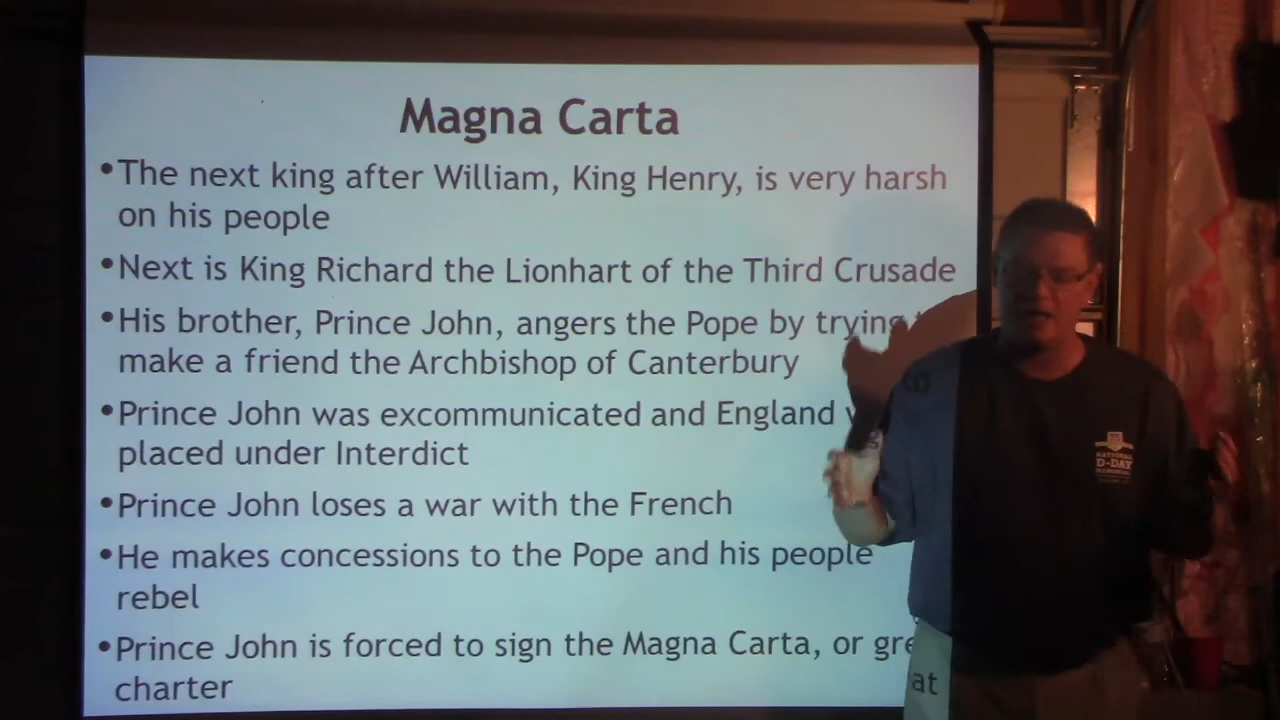 Magna Carta
•The next king after William, King Henry, is very harsh
on his people
•Next is King Richard the Lionhart of the Third Crusade
•His brother, Prince John, angers the Pope by trying
make a friend the Archbishop of Canterbury
•Prince John was excommunicated and England
placed under Interdict
•Prince John loses a war with the French
•He makes concessions to the Pope and his people
rebel
•Prince John is forced to sign the Magna Carta, or great
charter
NATIONAL
D-DAY
MEMORIAL